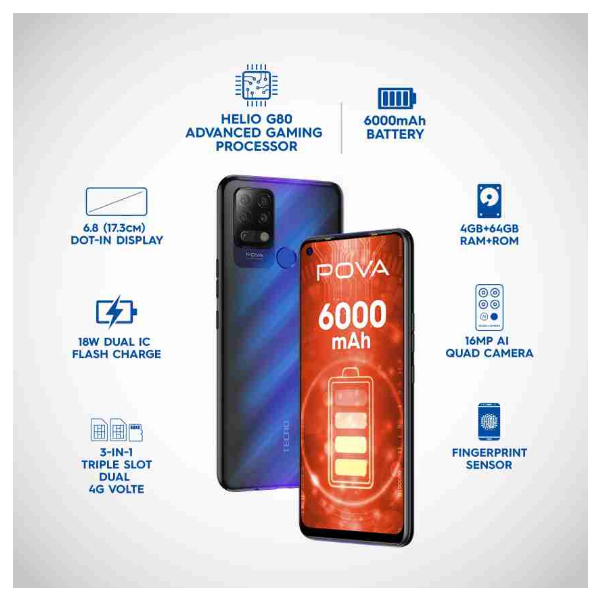 HELIO G80
ADVANCED GAMING
PROCESSOR
6000mAh
BATTERY
6.8 (17.3CM)
DOT-IN DISPLAY
4GB+64GB
RAM+ROM
18W DUAL IC
FLASH CHARGE
16MP AI
QUAD CAMERA
3-IN-1
TRIPLE SLOT
DUAL
4G VOLTE
FINGERPRINT
SENSOR
POVA
TECNO
POVA
6000
mAh